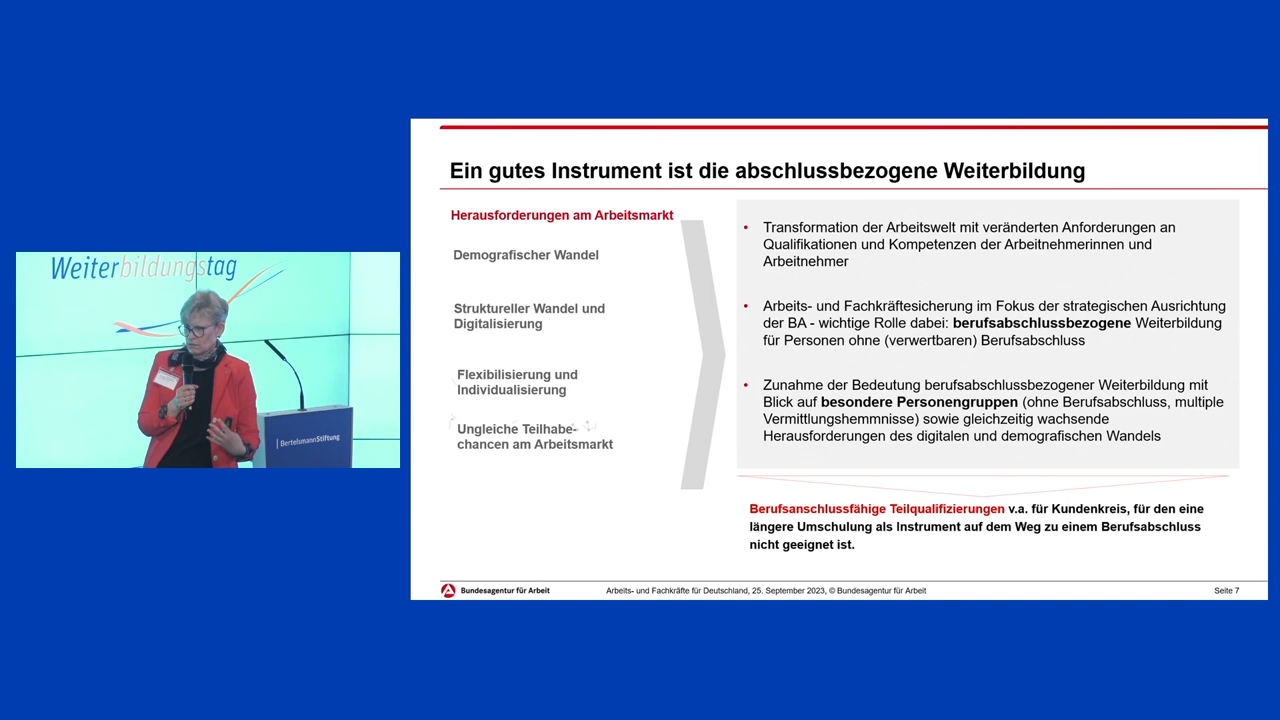 Weiterbildungstag
BertelsmannStiftung
Ein gutes Instrument ist die abschlussbezogene Weiterbildung
Herausforderungen am Arbeitsmarkt
Demografischer Wandel
Struktureller Wandel und
Digitalisierung
Flexibilisierung und
Individualisierung
Ungleiche Teilhabe-
chancen am Arbeitsmarkt
• Transformation der Arbeitswelt mit veränderten Anforderungen an
Qualifikationen und Kompetenzen der Arbeitnehmerinnen und
Arbeitnehmer
• Arbeits- und Fachkräftesicherung im Fokus der strategischen Ausrichtung
der BA - wichtige Rolle dabei: berufsabschlussbezogene Weiterbildung
für Personen ohne (verwertbaren) Berufsabschluss
• Zunahme der Bedeutung berufsabschlussbezogener Weiterbildung mit
Blick auf besondere Personengruppen (ohne Berufsabschluss, multiple
Vermittlungshemmnisse) sowie gleichzeitig wachsende
Herausforderungen des digitalen und demografischen Wandels
Berufsanschlussfähige Teilqualifizierungen v.a. für Kundenkreis, für den eine
längere Umschulung als Instrument auf dem Weg zu einem Berufsabschluss
nicht geeignet ist.
Bundesagentur für Arbeit
Arbeits- und Fachkräfte für Deutschland, 25. September 2023, © Bundesagentur für Arbeit
Seite 7